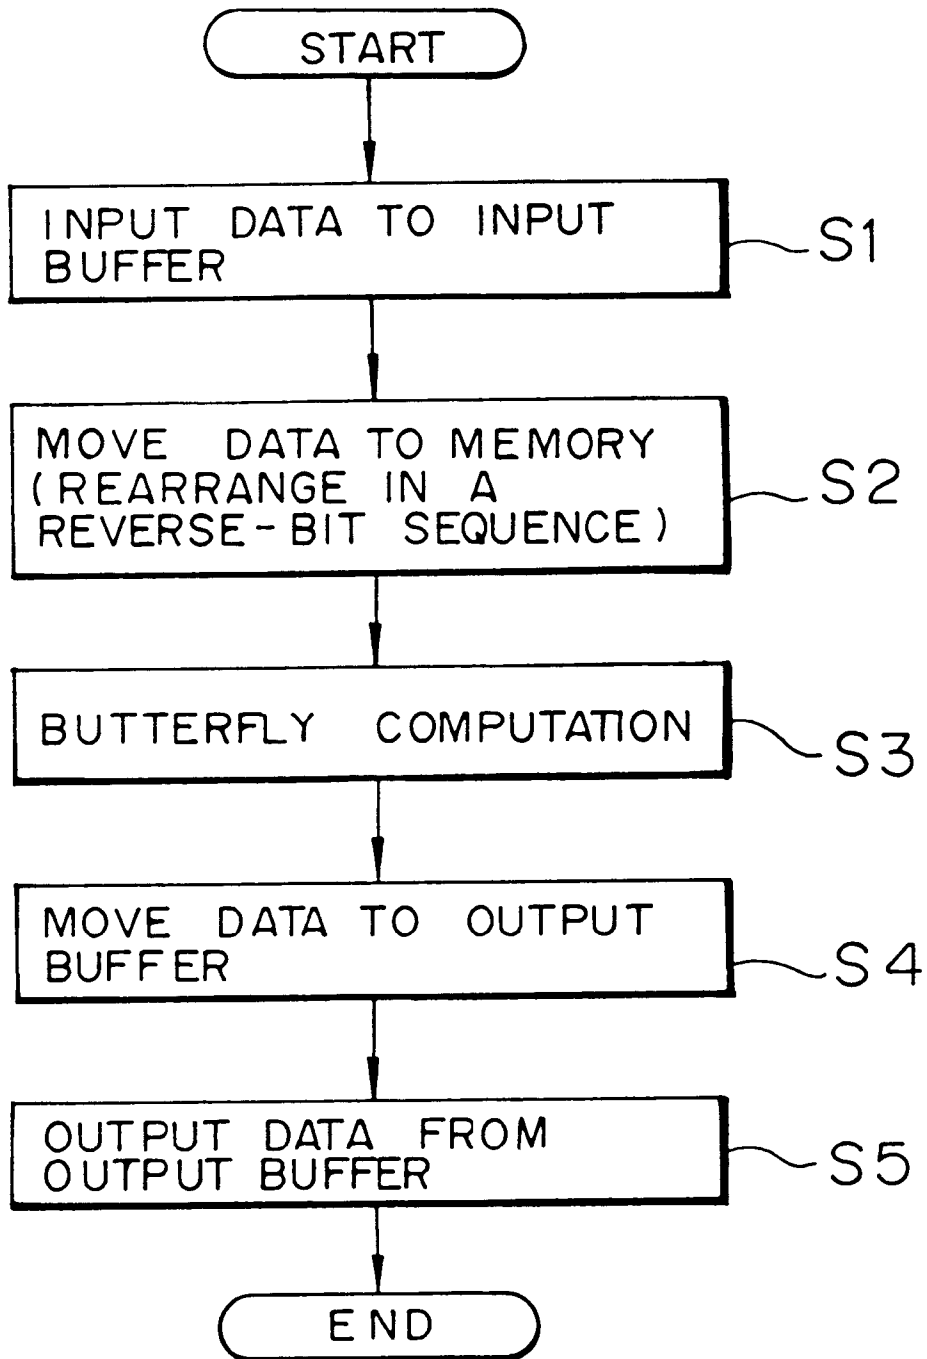 START
INPUT DATA TO INPUT
BUFFER
S1
MOVE DATA TO MEMORY
(REARRANGE IN A
REVERSE-BIT SEQUENCE)
S2
BUTTERFLY COMPUTATION
S3
MOVE DATA TO OUTPUT
BUFFER
S4
OUTPUT DATA FROM
OUTPUT BUFFER
S5
END